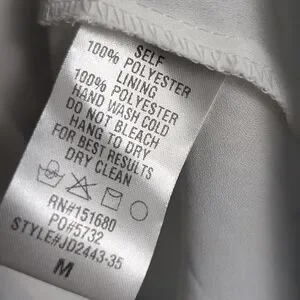 SELF
100% POLYESTER
LINING
100% POLYESTER
HAND WASH COLD
DO NOT BLEACH
HANG TO DRY
FOR BEST RESULTS
DRY CLEAN
RN#151680
PO#5732
STYLE#JD2443-35
M